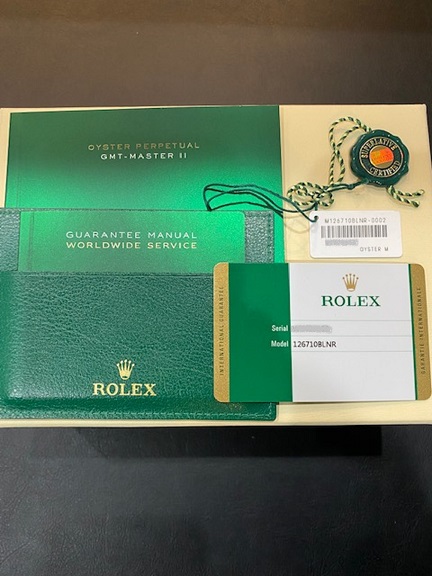 OYSTER PERPETUAL
GMT-MASTER II
SUPERLATIVE
CERTIFIED
M126710BLNR-0002
OYSTER M
GUARANTEE MANUAL
WORLDWIDE SERVICE
ROLEX
INTERNATIONAL GUARANTEE
ROLEX
Serial
Model 126710BLNR
GARANTIE INTERNATIONALE